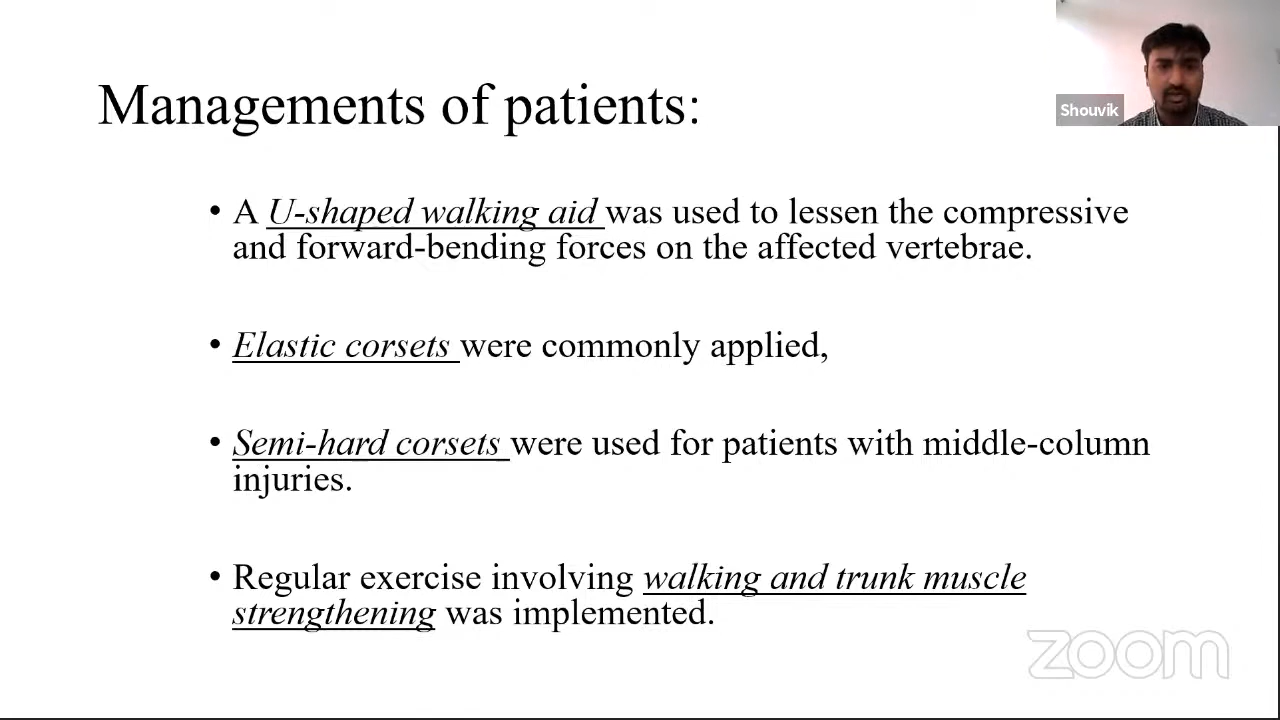 Shouvik
Managements of patients:
• A U-shaped walking aid was used to lessen the compressive
and forward-bending forces on the affected vertebrae.
• Elastic corsets were commonly applied,
• Semi-hard corsets were used for patients with middle-column
injuries.
• Regular exercise involving walking and trunk muscle
strengthening was implemented.
zoom